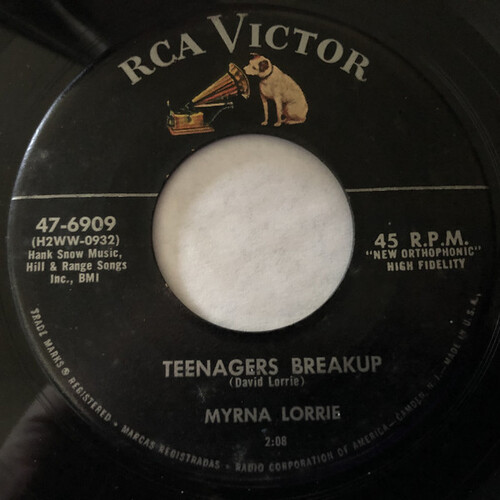 RCA VICTOR
47-6909
(H2WW-0932)
Hank Snow Music,
Hill & Range Songs
Inc., BMI
45 R.P.M.
"NEW ORTHOPHONIC"
HIGH FIDELITY
TEENAGERS BREAKUP
(David Lorrie)
MYRNA LORRIE
2:08
TRADE MARKS ® REGISTERED - MARCAS REGISTRADAS - RADIO CORPORATION OF AMERICA - CAMDEN, N. J. - MADE IN U.S.A.